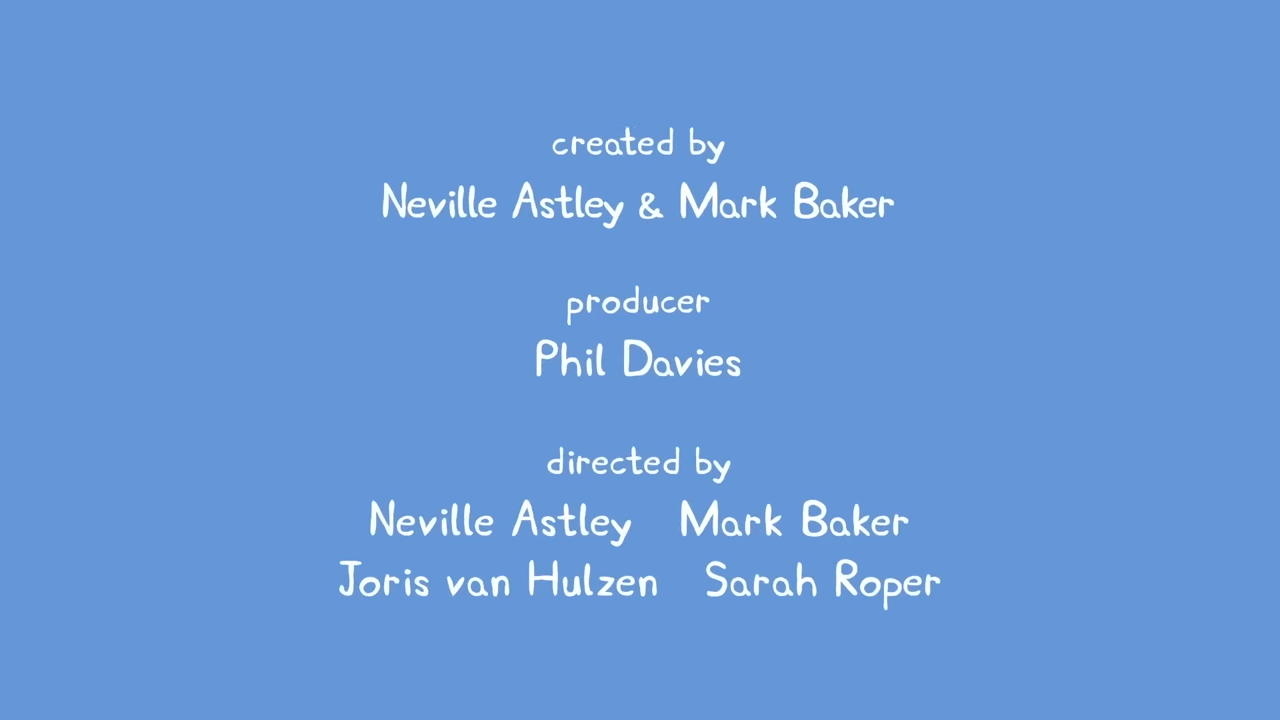 created by
Neville Astley & Mark Baker
producer
Phil Davies
directed by
Neville Astley Mark Baker
Joris van Hulzen Sarah Roper